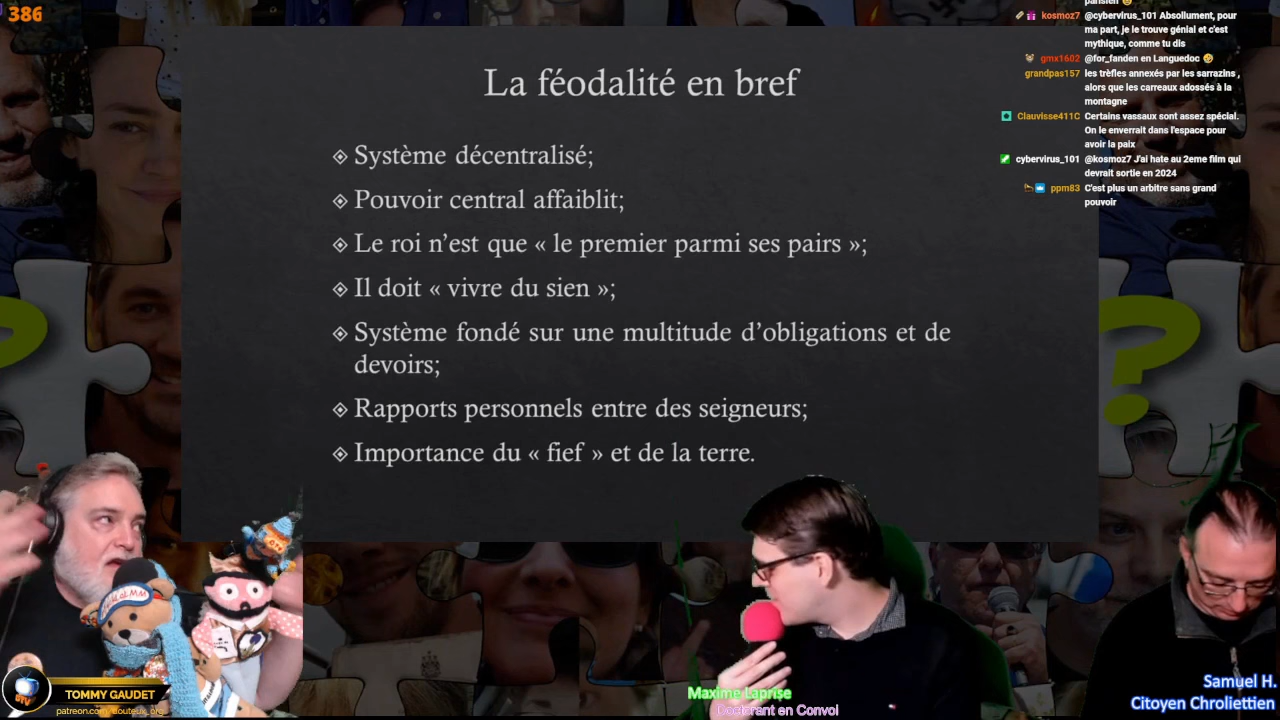 386
La féodalité en bref
Système décentralisé;
Pouvoir central affaiblit;
Le roi n’est que « le premier parmi ses pairs »;
Il doit « vivre du sien »;
Système fondé sur une multitude d’obligations et de
devoirs;
Rapports personnels entre des seigneurs;
Importance du « fief » et de la terre.
parisien
kosmoz7 @cybervirus_101 Absollument, pour
ma part, je le trouve génial et c'est
mythique, comme tu dis
gmx1602 @for_fanden en Languedoc
grandpas157 les trèfles annexés par les sarrazins ,
alors que les carreaux adossés à la
montagne
Clauvisse411C Certains vassaux sont assez spécial.
On le enverrait dans l'espace pour
avoir la paix
cybervirus_101 @kosmoz7 J'ai hate au 2eme film qui
devrait sortie en 2024
ppm83 C'est plus un arbitre sans grand
pouvoir
TOMMY GAUDET
Maxime Laprise
Doctorant en Convoi
Samuel H.
Citoyen Chroliettien